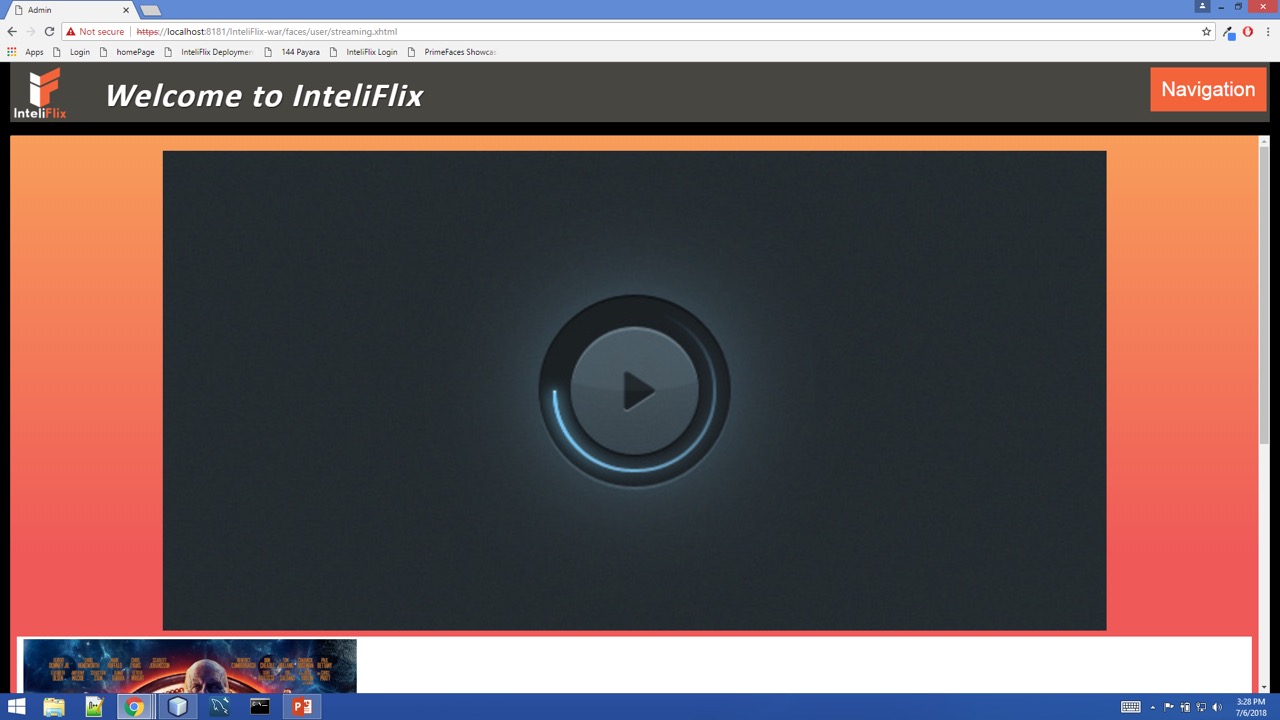 Admin
Not secure | https://localhost:8181/InteliFlix-war/faces/user/streaming.xhtml
Apps Login homePage InteliFlix Deploymen 144 Payara InteliFlix Login PrimeFaces Showcas
InteliFlix
Welcome to InteliFlix
Navigation
3:28 PM
7/6/2018